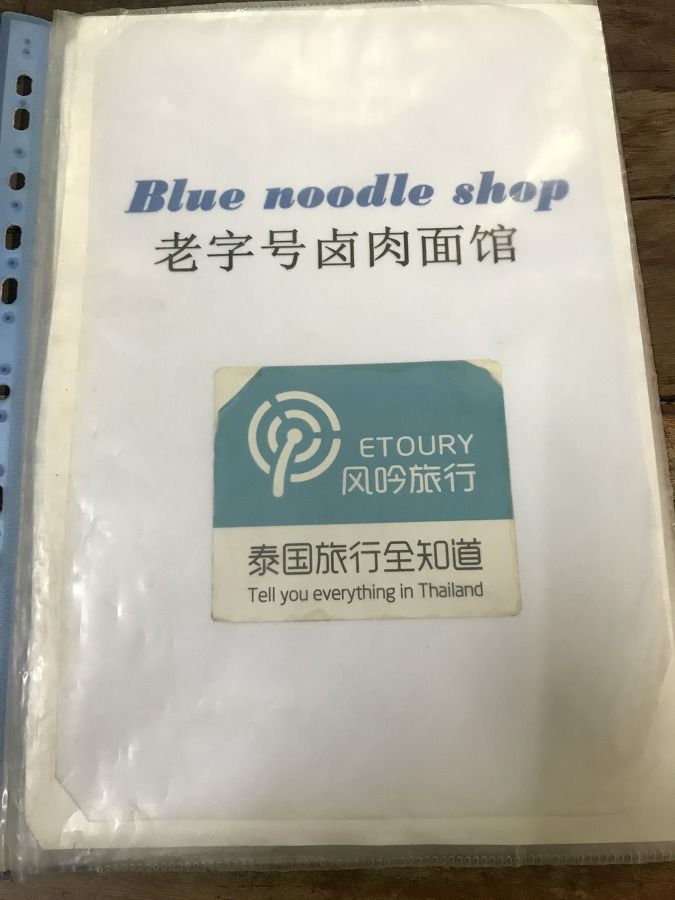 Blue noodle shop
老字号卤肉面馆
ETOURY
风吟旅行
泰国旅行全知道
Tell you everything in Thailand